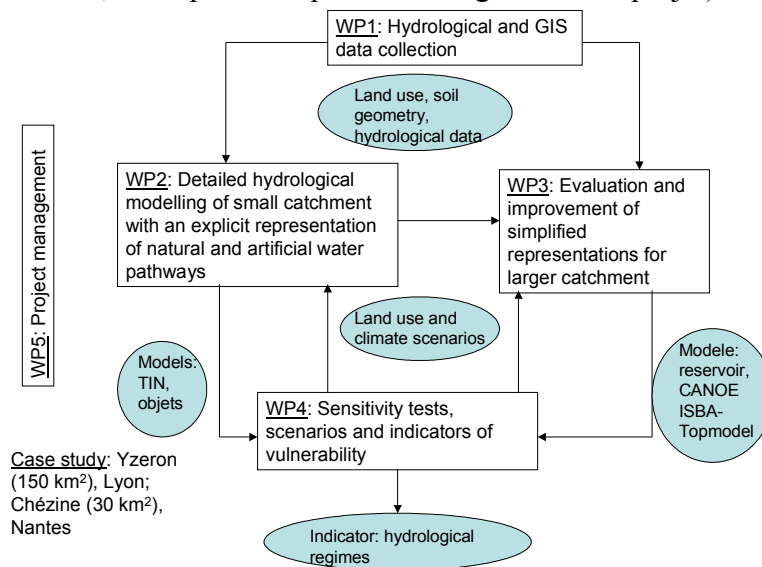 WP1: Hydrological and GIS
data collection
Land use, soil
geometry,
hydrological data
WP5: Project management
WP2: Detailed hydrological
modelling of small catchment
with an explicit representation
of natural and artificial water
pathways
WP3: Evaluation and
improvement of
simplified
representations for
larger catchment
Land use and
climate scenarios
Models:
TIN,
objets
Modele:
reservoir,
CANOE
ISBA-
Topmodel
WP4: Sensitivity tests,
scenarios and indicators of
vulnerability
Case study: Yzeron
(150 km²), Lyon;
Chézine (30 km²),
Nantes
Indicator: hydrological
regimes